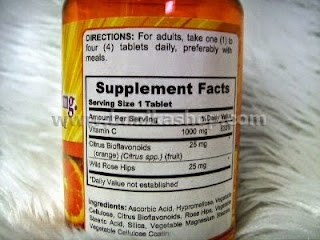 DIRECTIONS: For adults, take one (1) to
four (4) tablets daily, preferably with
meals.
Supplement Facts
Serving Size 1 Tablet
Amount Per Serving % Daily
Vitamin C 1000 mg
Citrus Bioflavonoids 25 mg
(orange) (Citrus spp.) (fruit)
Wild Rose Hips 25 mg *
*Daily Value not established
Ingredients: Ascorbic Acid, Hypromellose,
Cellulose, Citrus Bioflavonoids, Rose Hips,
Stearic Acid, Silica, Vegetable Magnesium
Vegetable Cellulose